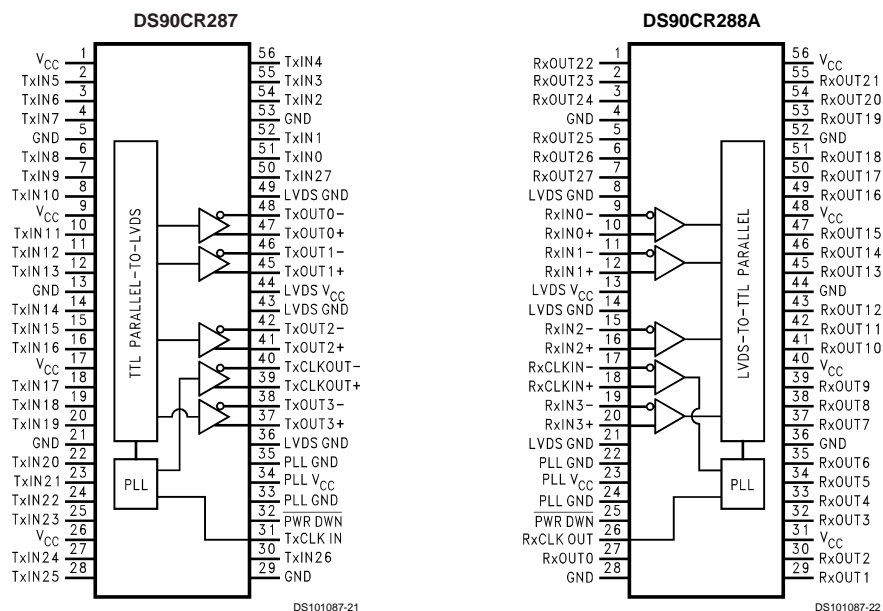 DS90CR287
DS90CR288A
1
VCC
2
TxIN5
3
TxIN6
4
TxIN7
5
GND
6
TxIN8
7
TxIN9
8
TxIN10
9
VCC
10
TxIN11
11
TxIN12
12
TxIN13
13
GND
14
TxIN14
15
TxIN15
16
TxIN16
17
VCC
18
TxIN17
19
TxIN18
20
TxIN19
21
GND
22
TxIN20
23
TxIN21
24
TxIN22
25
TxIN23
26
VCC
27
TxIN24
28
TxIN25
TTL PARALLEL-TO-LVDS
PLL
56
TxIN4
55
TxIN3
54
TxIN2
53
GND
52
TxIN1
51
TxIN0
50
TxIN27
49
LVDS GND
48
TxOUT0-
47
TxOUT0+
46
TxOUT1-
45
TxOUT1+
44
LVDS VCC
43
LVDS GND
42
TxOUT2-
41
TxOUT2+
40
TxCLKOUT-
39
TxCLKOUT+
38
TxOUT3-
37
TxOUT3+
36
LVDS GND
35
PLL GND
34
PLL VCC
33
PLL GND
32
PWR DWN
31
TxCLK IN
30
TxIN26
29
GND
DS101087-21
1
RxOUT22
2
RxOUT23
3
RxOUT24
4
GND
5
RxOUT25
6
RxOUT26
7
RxOUT27
8
LVDS GND
9
RxIN0-
10
RxIN0+
11
RxIN1-
12
RxIN1+
13
LVDS VCC
14
LVDS GND
15
RxIN2-
16
RxIN2+
17
RxCLKIN-
18
RxCLKIN+
19
RxIN3-
20
RxIN3+
21
LVDS GND
22
PLL GND
23
PLL VCC
24
PLL GND
25
PWR DWN
26
RxCLK OUT
27
RxOUT0
28
GND
LVDS-TO-TTL PARALLEL
PLL
56
VCC
55
RxOUT21
54
RxOUT20
53
RxOUT19
52
GND
51
RxOUT18
50
RxOUT17
49
RxOUT16
48
VCC
47
RxOUT15
46
RxOUT14
45
RxOUT13
44
GND
43
RxOUT12
42
RxOUT11
41
RxOUT10
40
VCC
39
RxOUT9
38
RxOUT8
37
RxOUT7
36
GND
35
RxOUT6
34
RxOUT5
33
RxOUT4
32
RxOUT3
31
VCC
30
RxOUT2
29
RxOUT1
DS101087-22